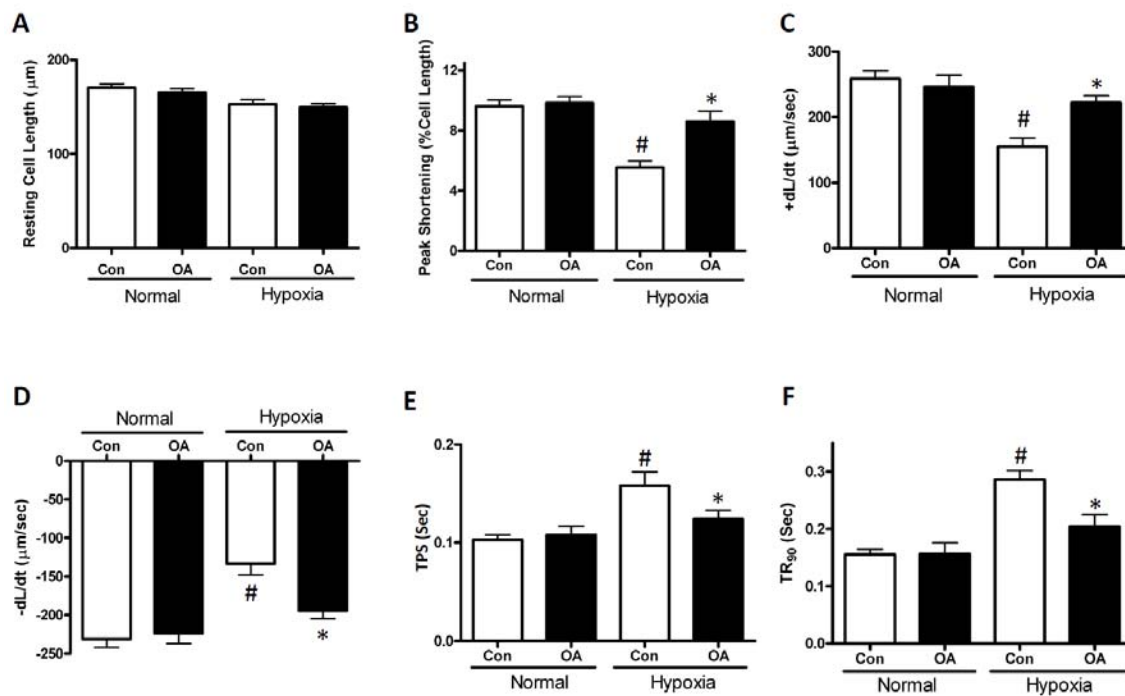 A
Resting Cell Length (μm)
200
100
0
Con OA Con OA
Normal Hypoxia
B
Peak Shortening (%Cell Length)
12
8
4
0
#
*
Con OA Con OA
Normal Hypoxia
C
+dL/dt (μm/sec)
300
200
100
0
#
*
Con OA Con OA
Normal Hypoxia
D
Normal Hypoxia
Con OA Con OA
-dL/dt (μm/sec)
0
-50
-100
-150
-200
-250
#
*
E
TPS (Sec)
0.2
0.1
0.0
#
*
Con OA Con OA
Normal Hypoxia
F
TR90 (Sec)
0.3
0.2
0.1
0.0
#
*
Con OA Con OA
Normal Hypoxia